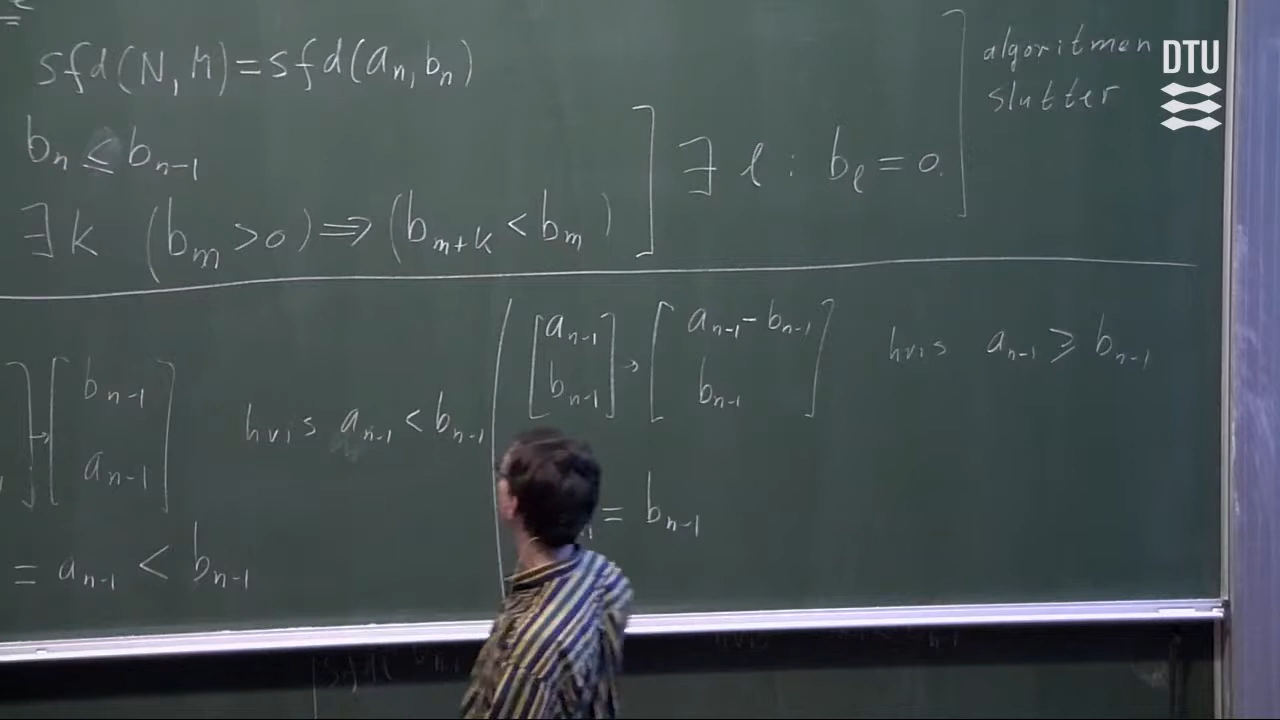 sfd(N, M) = sfd(aₙ, bₙ)
bₙ ≤ bₙ₋₁
∃ k (bₘ > 0) ⇒ (bₘ₊ₖ < bₘ)
] ∃ ℓ : b_ℓ = 0.
] algoritmen
slutter
DTU
] → [bₙ₋₁
aₙ₋₁] hvis aₙ₋₁ < bₙ₋₁
= aₙ₋₁ < bₙ₋₁
[aₙ₋₁
bₙ₋₁] → [aₙ₋₁ - bₙ₋₁
bₙ₋₁] hvis aₙ₋₁ ≥ bₙ₋₁
= bₙ₋₁